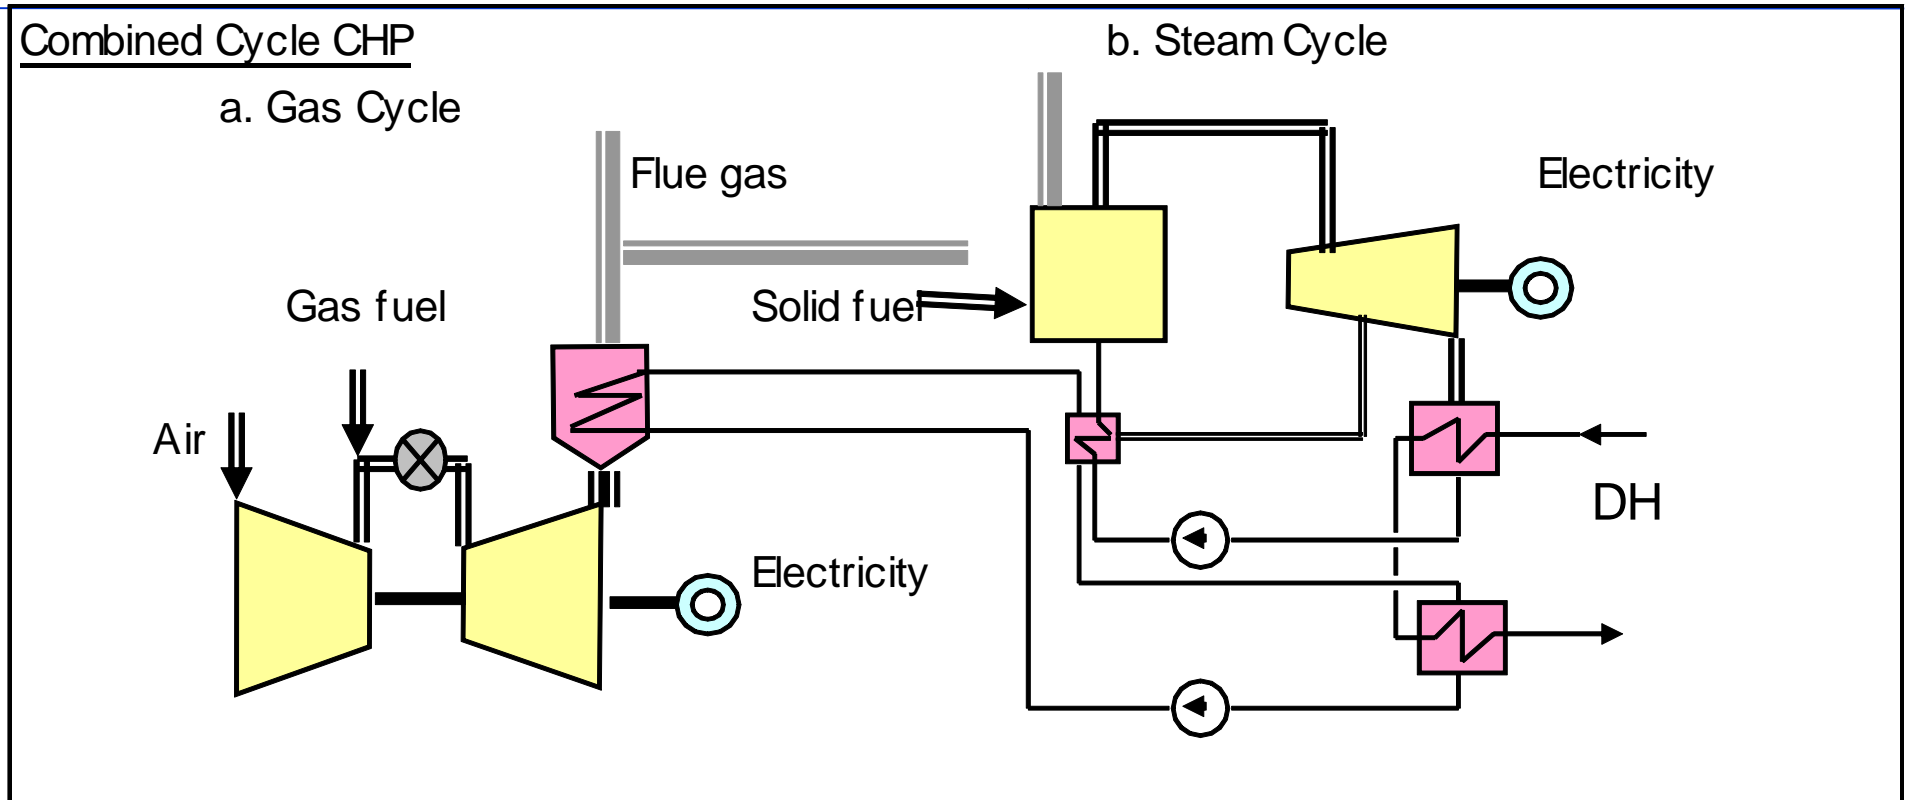 Combined Cycle CHP
b. Steam Cycle
a. Gas Cycle
Flue gas
Electricity
Gas fuel
Solid fuel
Air
DH
Electricity